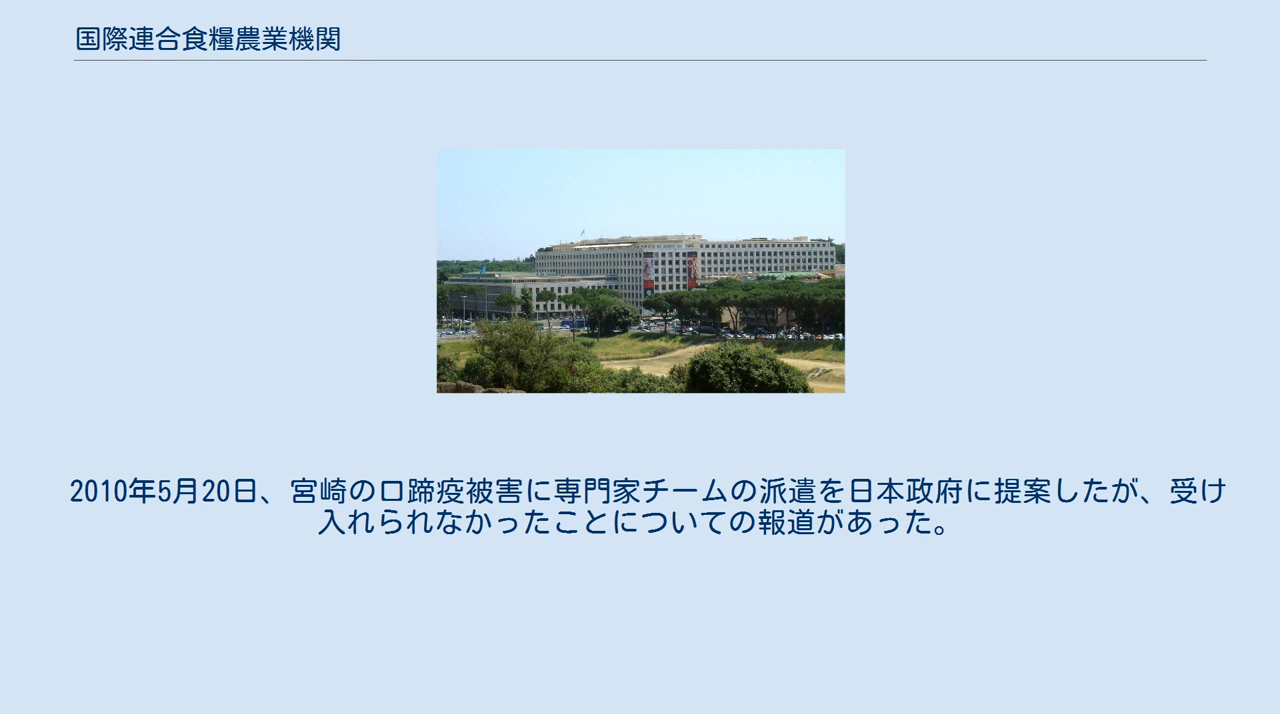 国際連合食糧農業機関
2010年5月20日、宮崎の口蹄疫被害に専門家チームの派遣を日本政府に提案したが、受け
入れられなかったことについての報道があった。